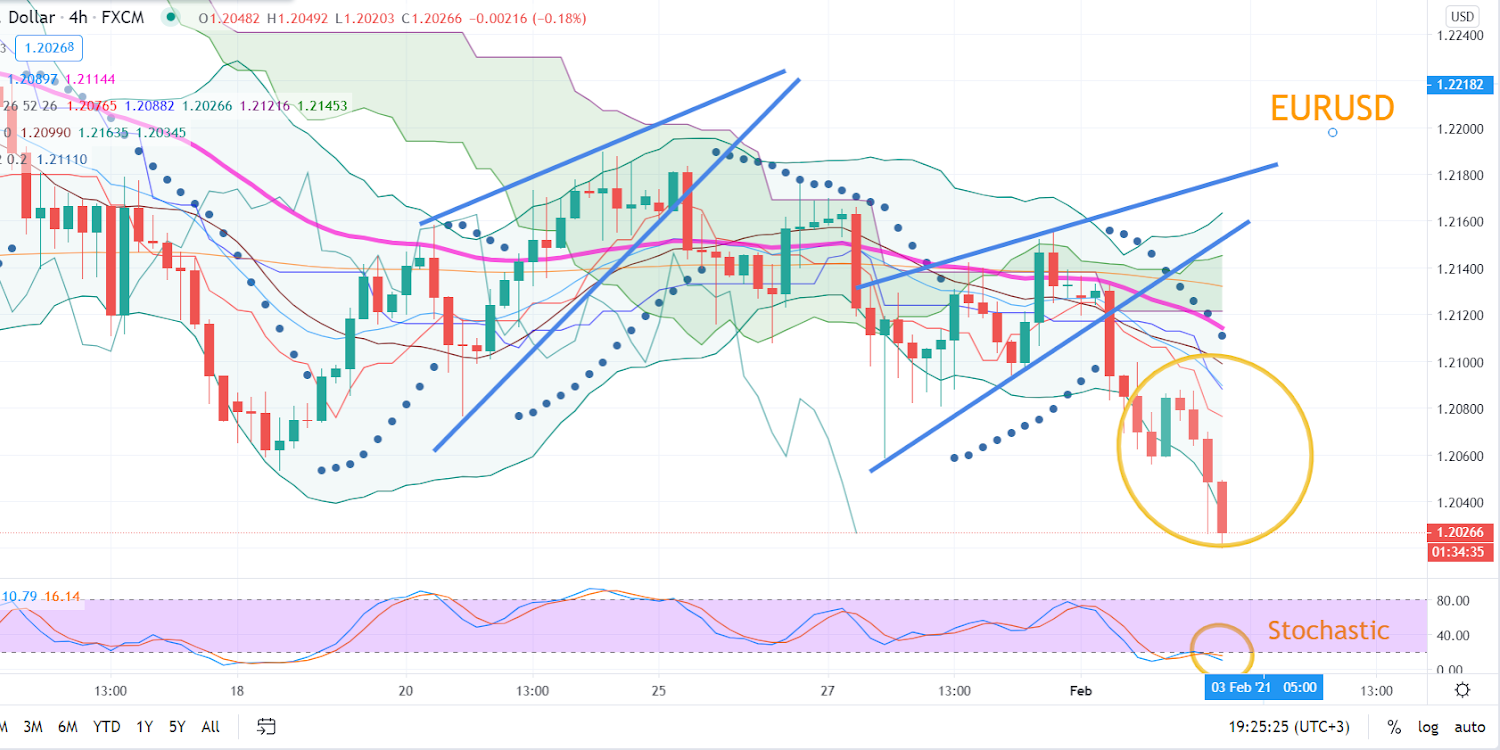 Dollar · 4h · FXCM O1.20482 H1.20492 L1.20203 C1.20266 −0.00216 (−0.18%)
USD
3 1.20268
1.20897 1.21144
26 52 26 1.20765 1.20882 1.20266 1.21216 1.21453
0 1.20990 1.21635 1.20345
0.2 1.21110
EURUSD
1.22400
1.22182
1.22000
1.21800
1.21600
1.21400
1.21200
1.21000
1.20800
1.20600
1.20400
1.20266
01:34:35
10.79 16.14
Stochastic
80.00
40.00
0.00
13:00 18 20 13:00 25 27 13:00 Feb 03 Feb '21 05:00 13:00
M 3M 6M YTD 1Y 5Y All 19:25:25 (UTC+3) % log auto